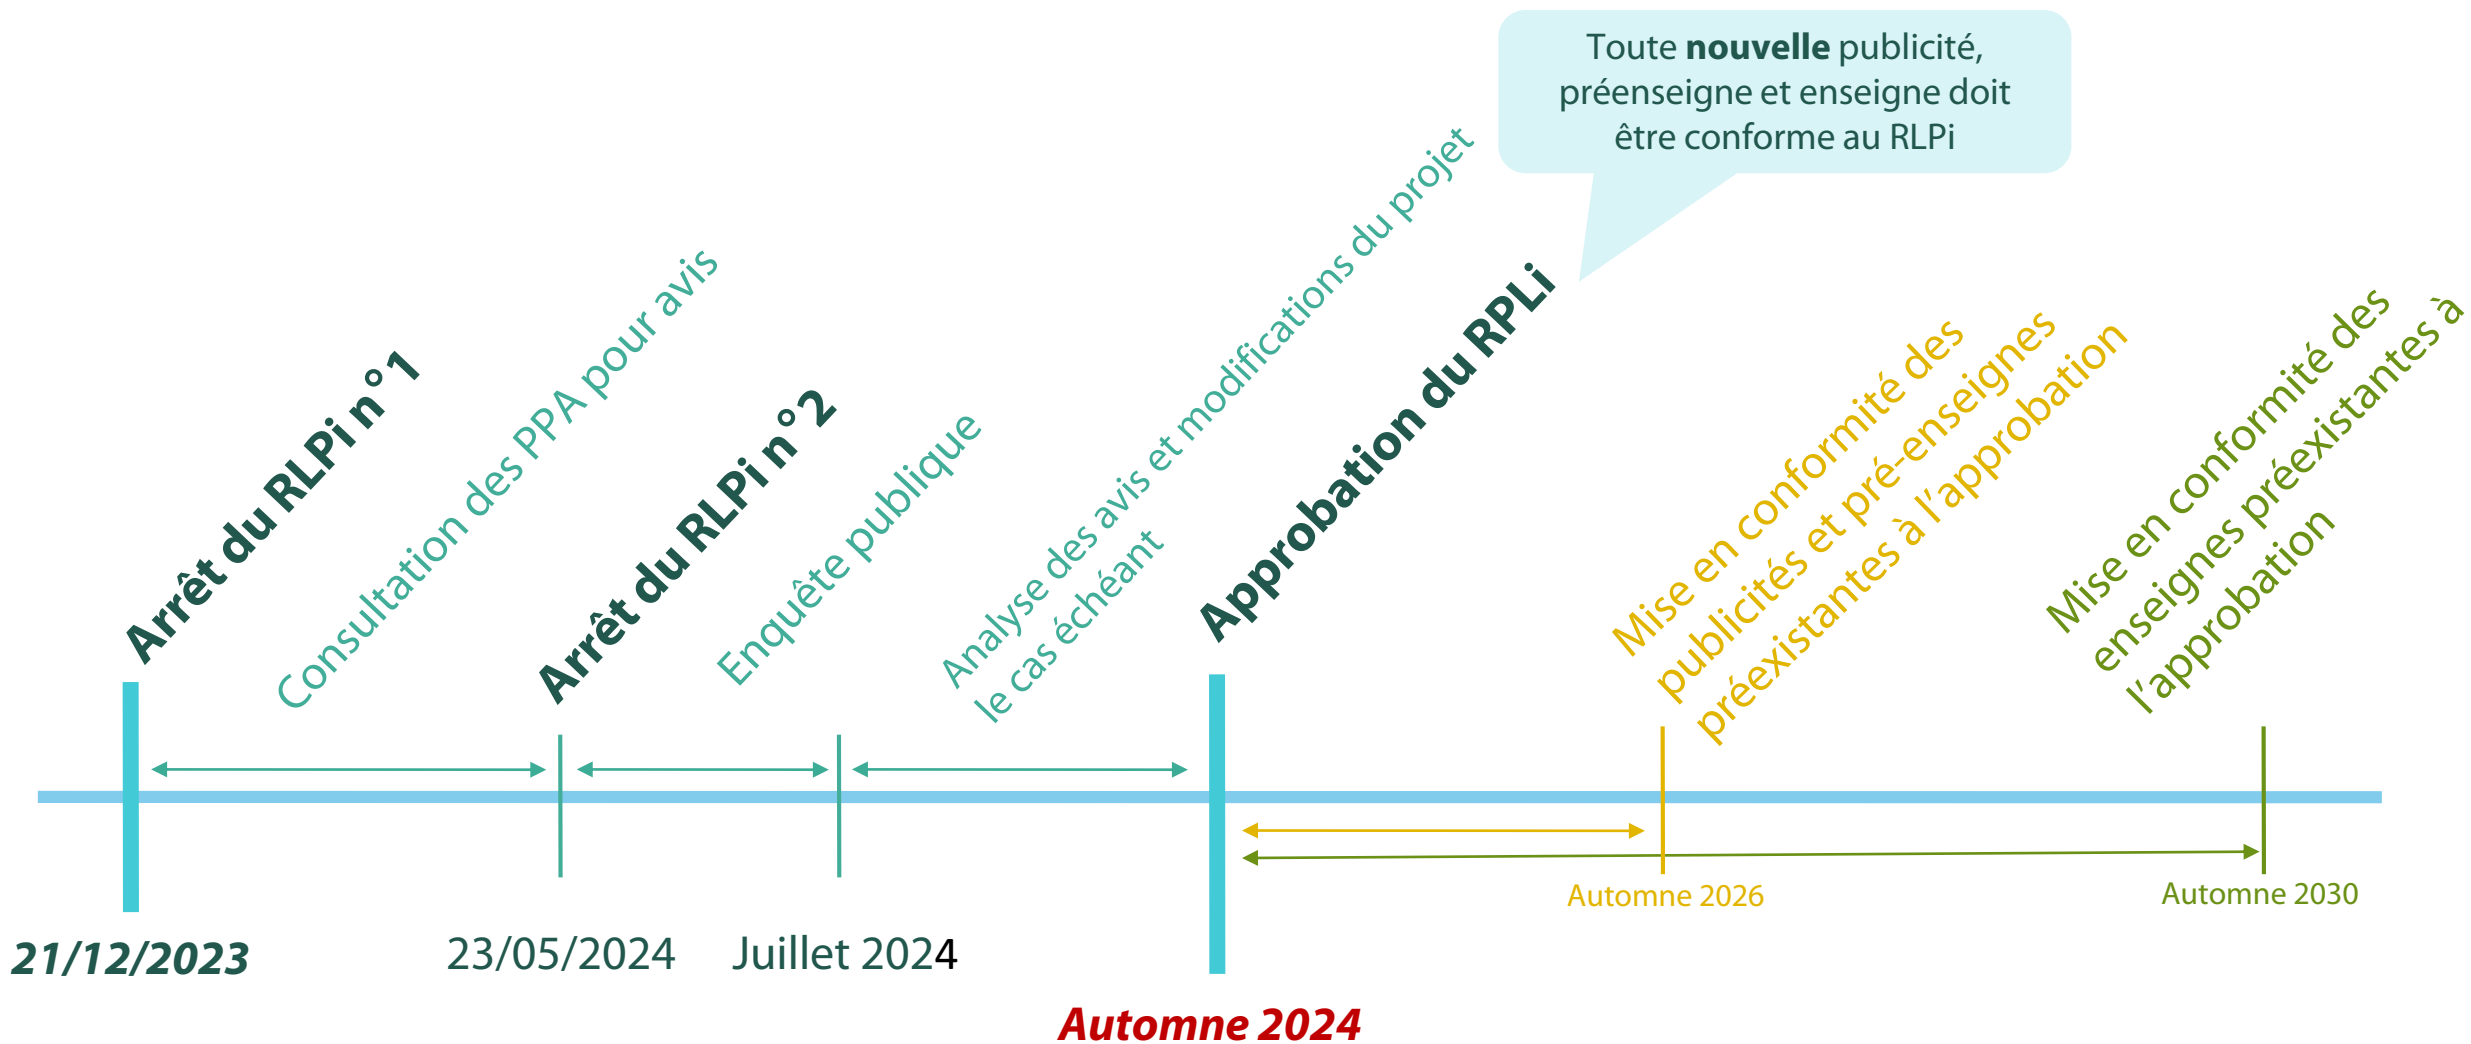 Toute nouvelle publicité,
préenseigne et enseigne doit
être conforme au RLPi
Arrêt du RLPi n°1
Consultation des PPA pour avis
Arrêt du RLPi n°2
Enquête publique
Analyse des avis et modifications du projet
le cas échéant
Approbation du RPLi
Mise en conformité des
publicités et pré-enseignes
préexistantes à l'approbation
Mise en conformité des
enseignes préexistantes à
l'approbation
21/12/2023
23/05/2024
Juillet 2024
Automne 2024
Automne 2026
Automne 2030